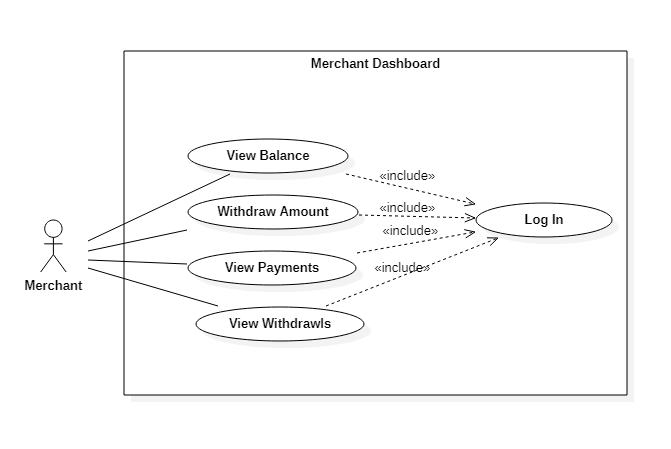 Merchant Dashboard
View Balance
«include»
Withdraw Amount
«include»
Log In
«include»
View Payments
«include»
Merchant
View Withdrawls